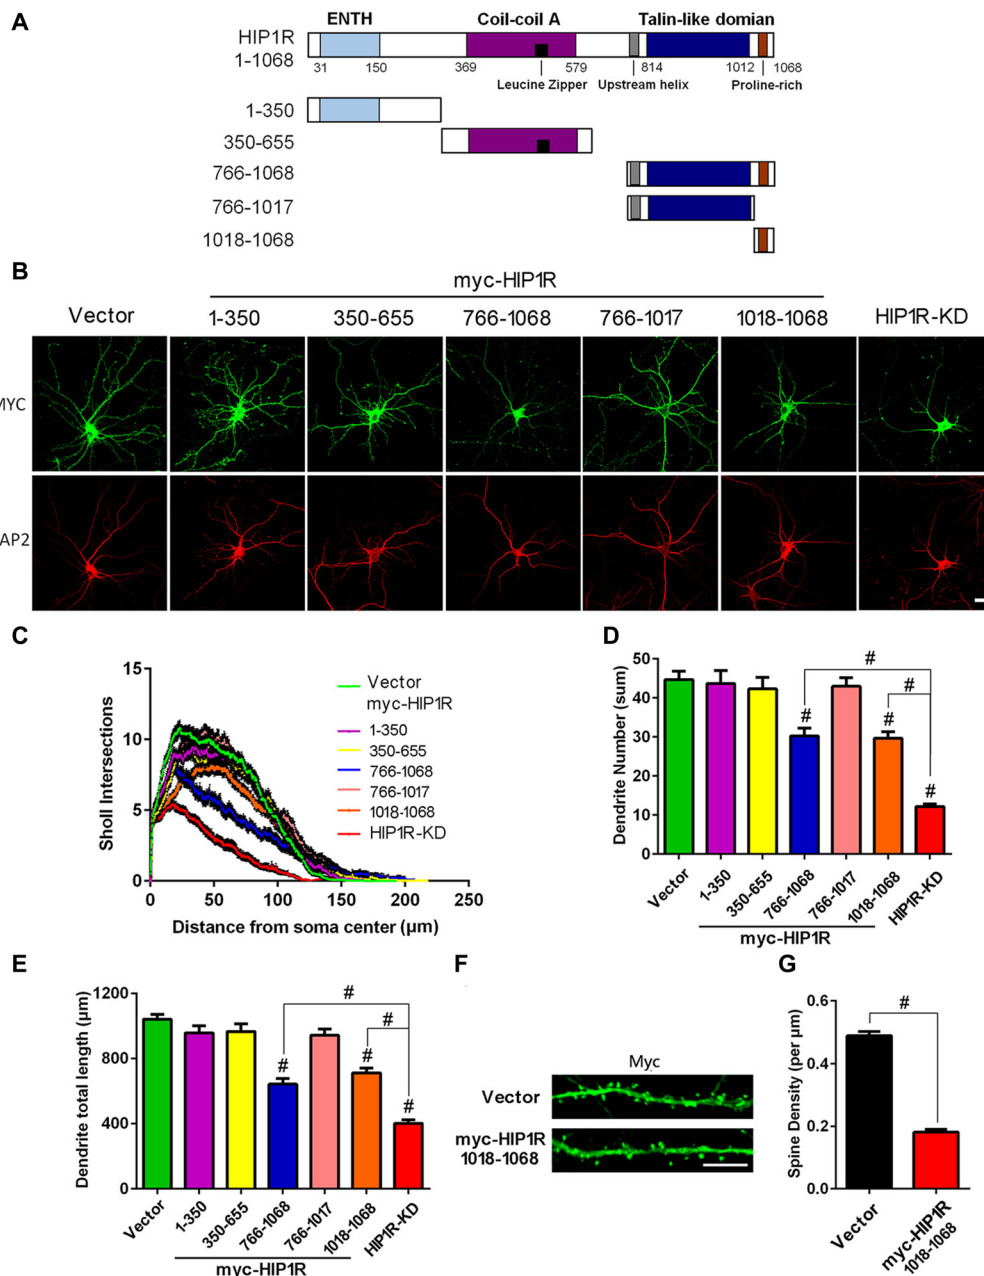 A
ENTH Coil-coil A Talin-like domian
HIP1R
1-1068
31 150 369 579 814 1012 1068
Leucine Zipper Upstream helix Proline-rich
1-350
350-655
766-1068
766-1017
1018-1068
B
myc-HIP1R
Vector 1-350 350-655 766-1068 766-1017 1018-1068 HIP1R-KD
MYC
AP2
C
Sholl Intersections
15
10
5
0
0 50 100 150 200 250
Distance from soma center (µm)
Vector
myc-HIP1R
1-350
350-655
766-1068
766-1017
1018-1068
HIP1R-KD
D
Dendrite Number (sum)
50
40
30
20
10
0
#
#
# #
#
Vector 1-350 350-655 766-1068 766-1017 1018-1068 HIP1R-KD
myc-HIP1R
E
Dendrite total length (µm)
1200
800
400
0
#
#
# #
#
Vector 1-350 350-655 766-1068 766-1017 1018-1068 HIP1R-KD
myc-HIP1R
F
Myc
Vector
myc-HIP1R
1018-1068
G
Spine Density (per µm)
0.6
0.4
0.2
0.0
#
Vector myc-HIP1R
1018-1068